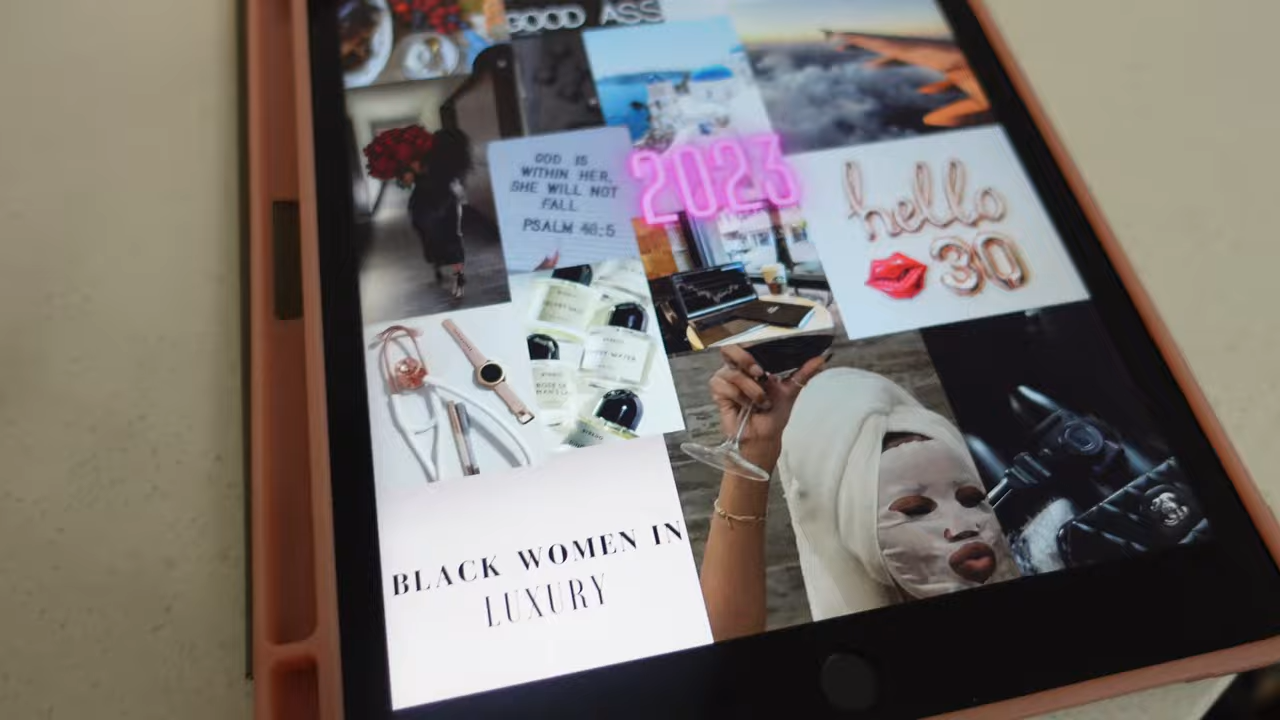 GOOD ASS
GOD IS
WITHIN HER,
SHE WILL NOT
FALL
PSALM 46:5
2023
hello
30
BLACK WOMEN IN
LUXURY